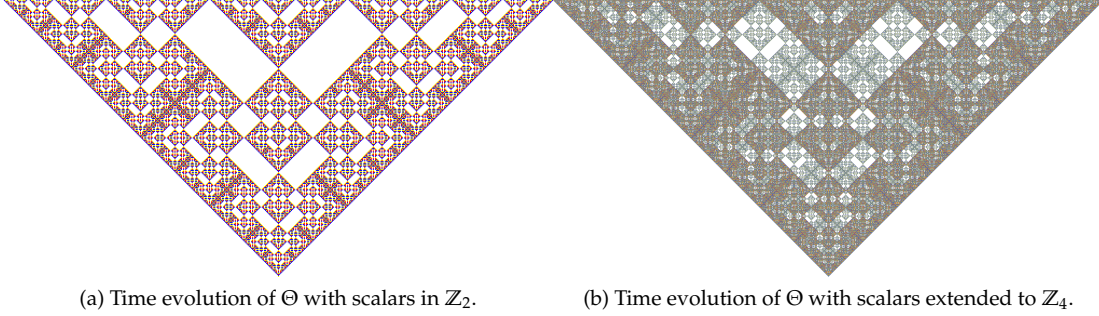 (a) Time evolution of Θ with scalars in ℤ₂.
(b) Time evolution of Θ with scalars extended to ℤ₄.